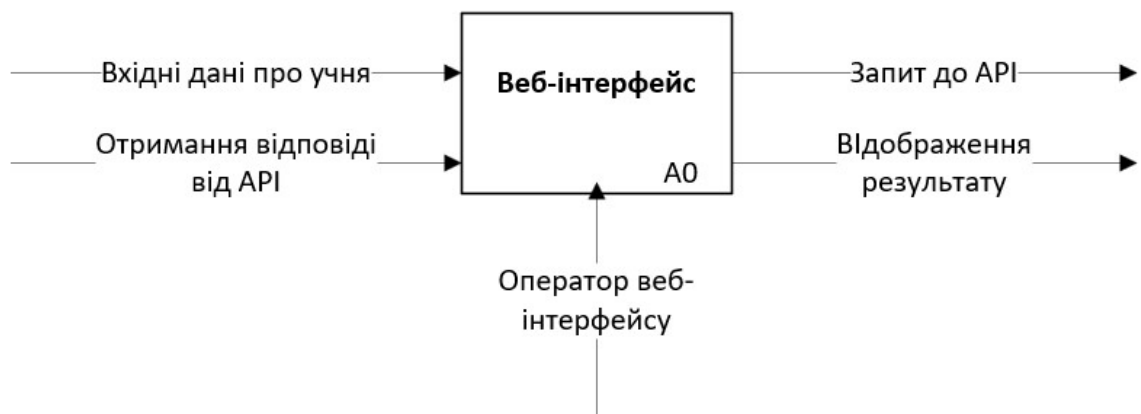 Вхідні дані про учня
Веб-інтерфейс
Запит до API
Отримання відповіді
від API
A0
ВІдображення
результату
Оператор веб-
інтерфейсу